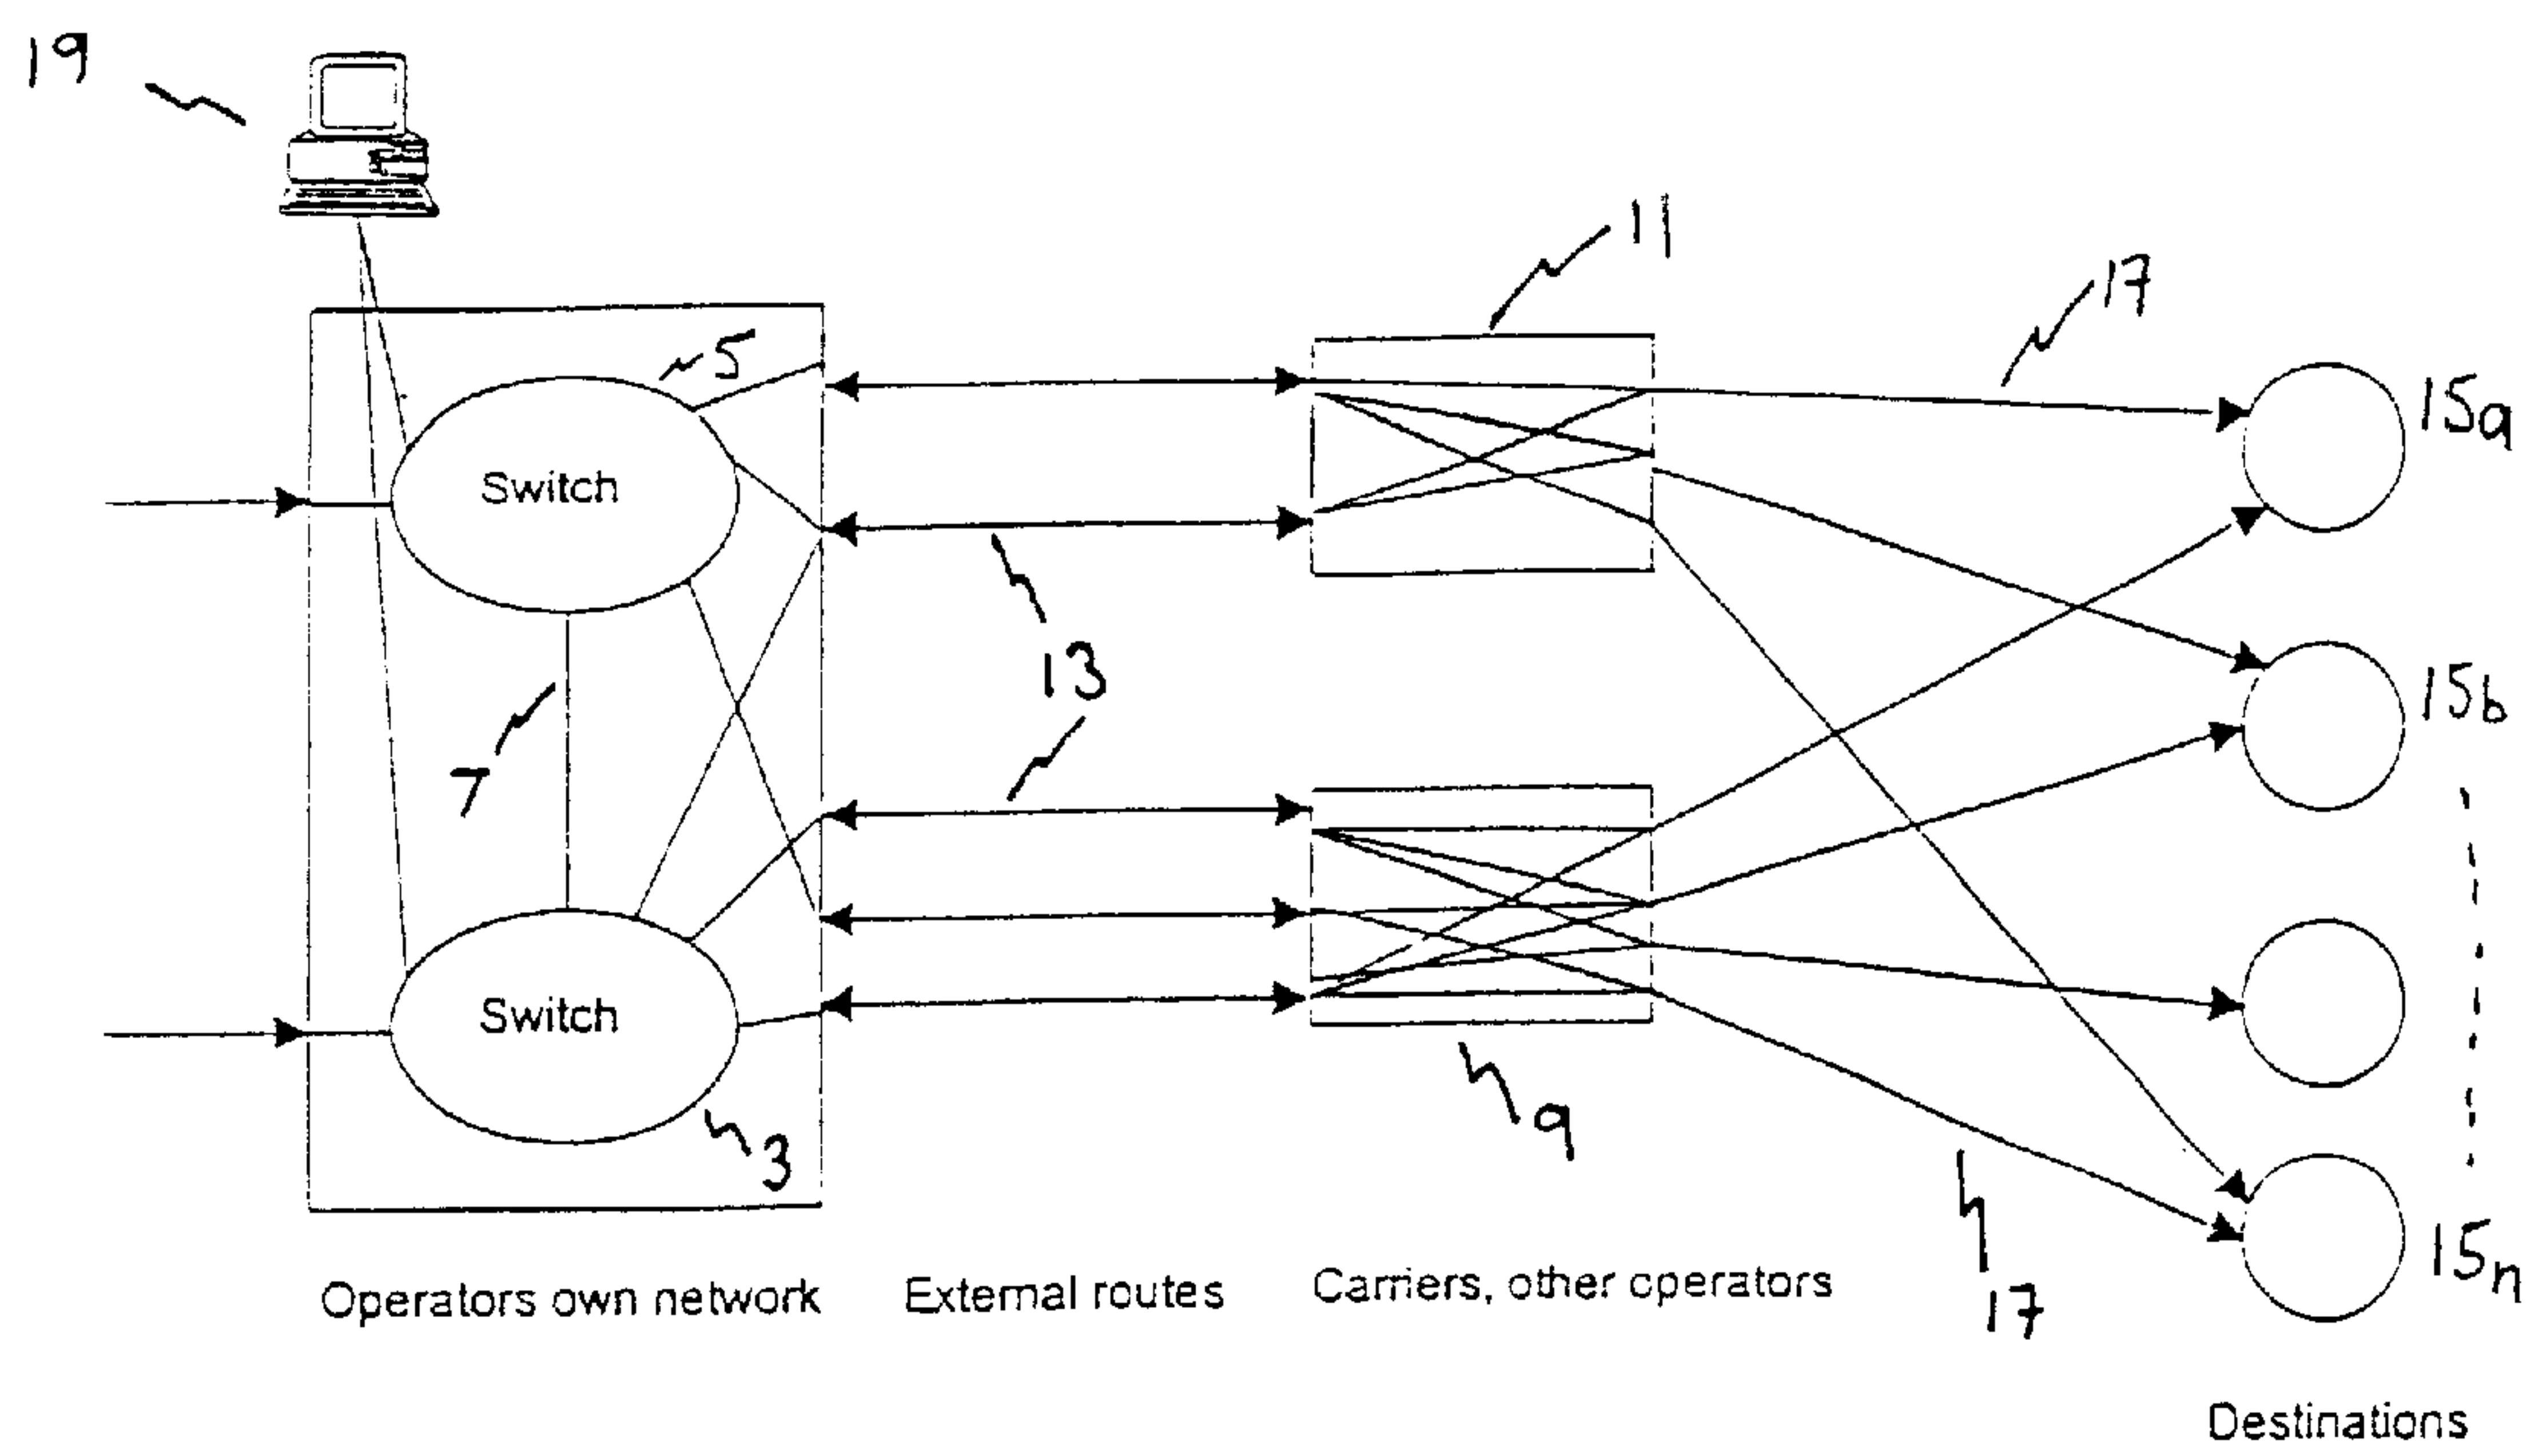 19
11
17
5
15a
Switch
13
15b
7
Switch
9
3
15n
17
Operators own network
External routes
Carriers, other operators
Destinations